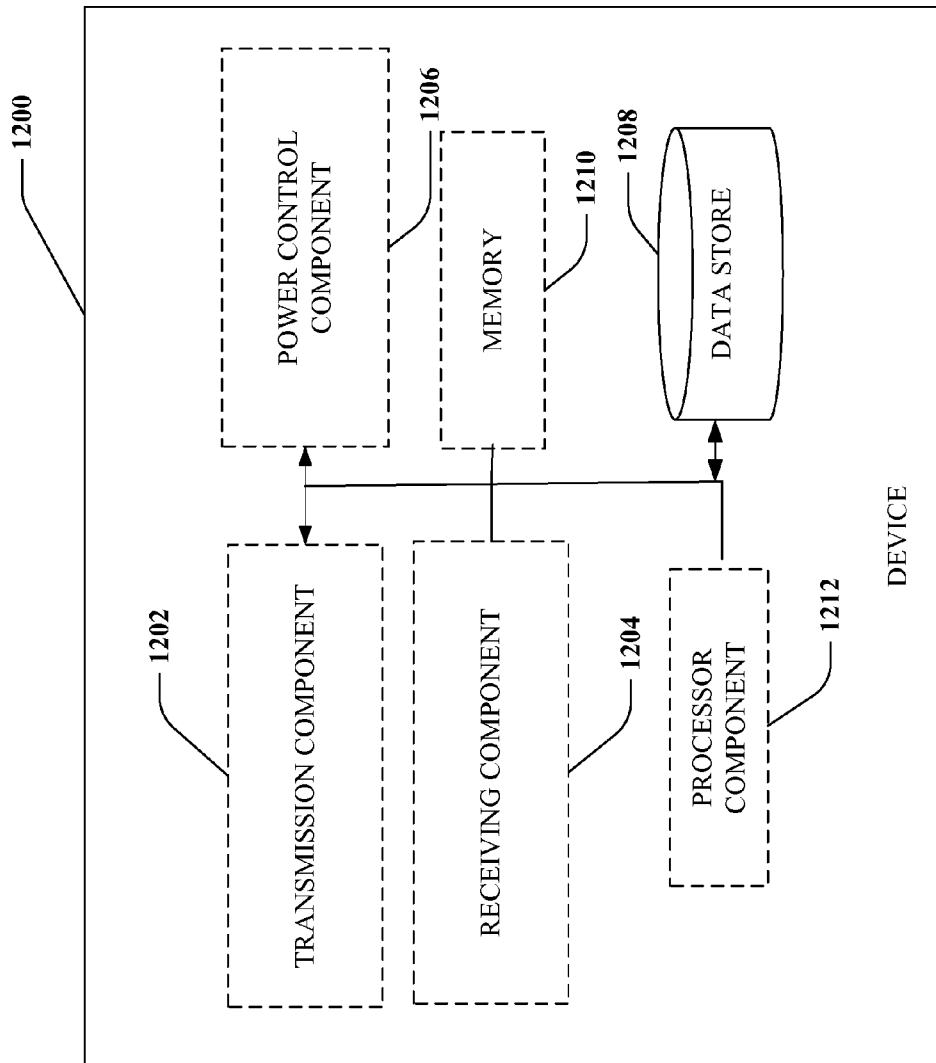 1200
1202
TRANSMISSION COMPONENT
POWER CONTROL
COMPONENT
1206
RECEIVING COMPONENT
1204
MEMORY
1210
PROCESSOR
COMPONENT
1212
DATA STORE
1208
DEVICE